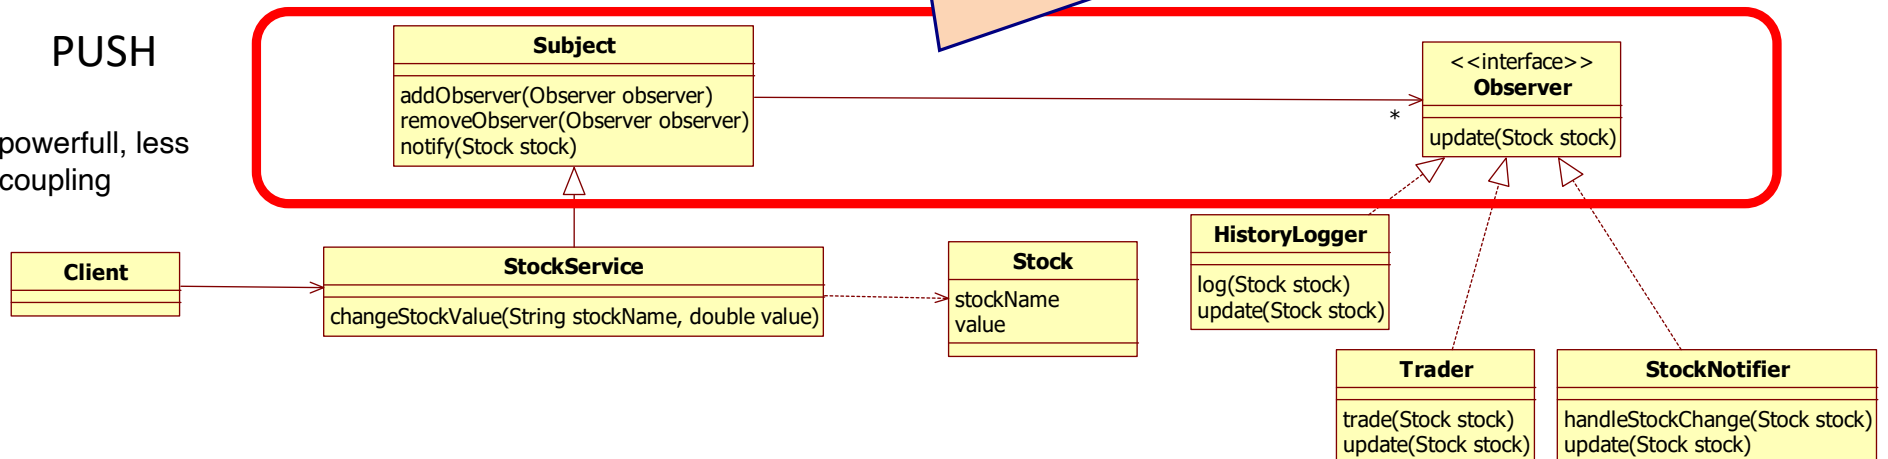 PUSH
powerfull, less
coupling
Subject
addObserver(Observer observer)
removeObserver(Observer observer)
notify(Stock stock)
*
<<interface>>
Observer
update(Stock stock)
Client
StockService
changeStockValue(String stockName, double value)
Stock
stockName
value
HistoryLogger
log(Stock stock)
update(Stock stock)
Trader
trade(Stock stock)
update(Stock stock)
StockNotifier
handleStockChange(Stock stock)
update(Stock stock)